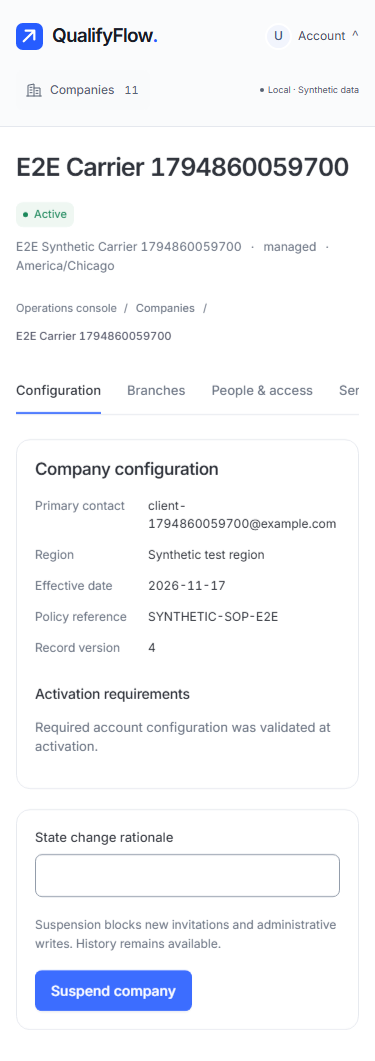 QualifyFlow.
U Account ^
Companies 11
• Local · Synthetic data
E2E Carrier 1794860059700
• Active
E2E Synthetic Carrier 1794860059700 · managed ·
America/Chicago
Operations console / Companies /
E2E Carrier 1794860059700
Configuration Branches People & access Ser
Company configuration
Primary contact client-
1794860059700@example.com
Region Synthetic test region
Effective date 2026-11-17
Policy reference SYNTHETIC-SOP-E2E
Record version 4
Activation requirements
Required account configuration was validated at
activation.
State change rationale
Suspension blocks new invitations and administrative
writes. History remains available.
Suspend company